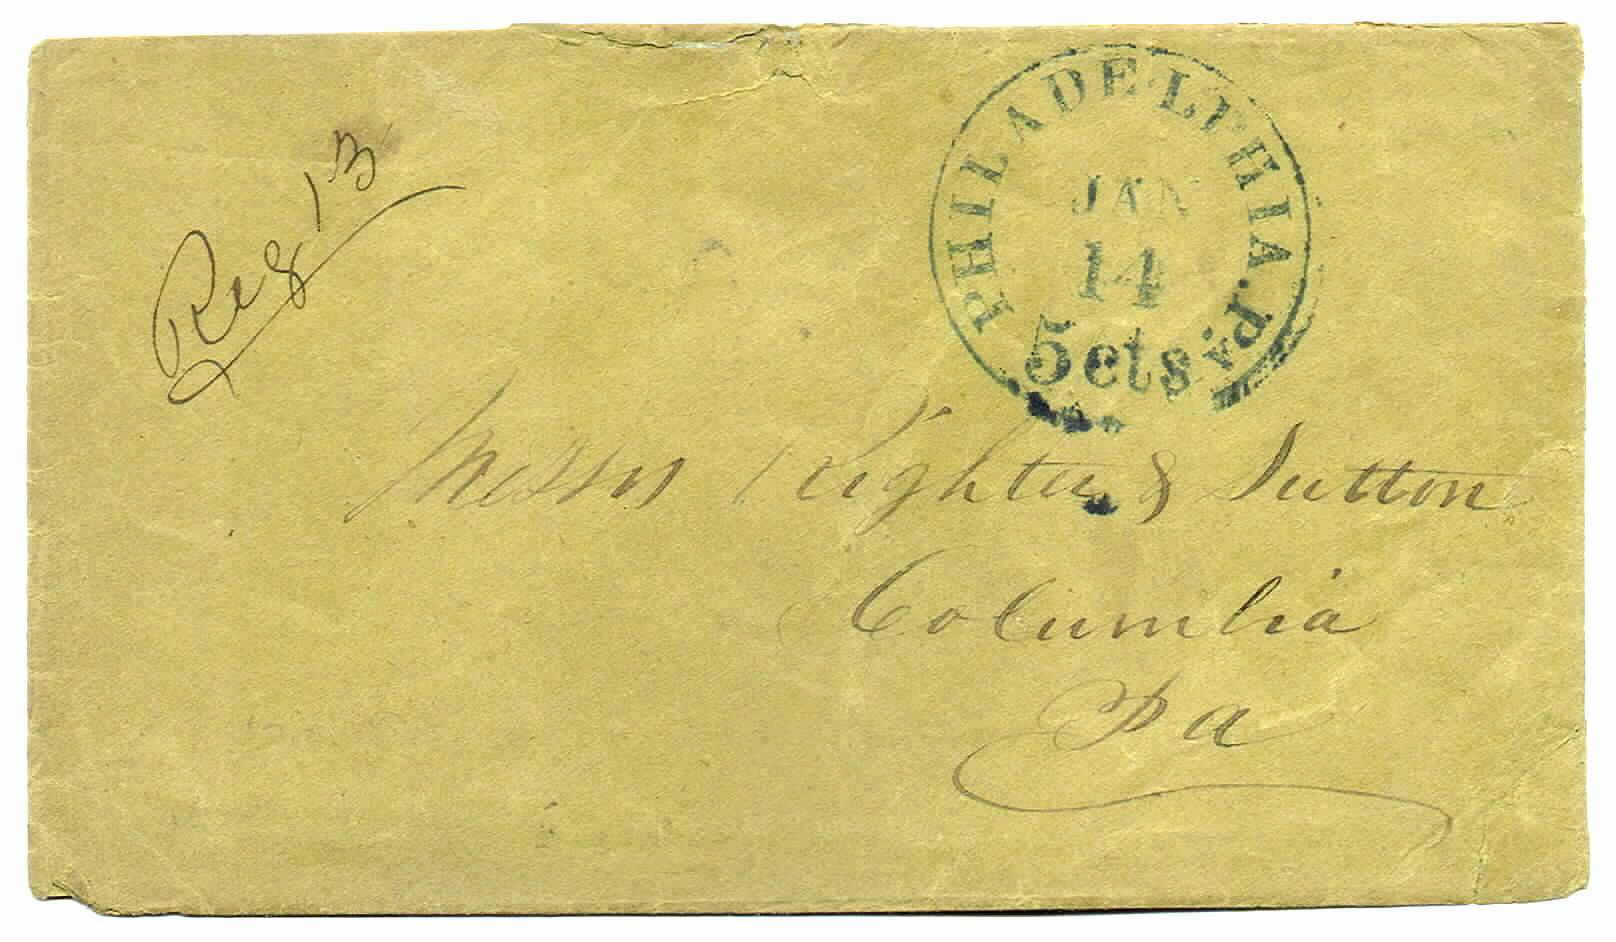 Reg 13
PHILADELPHIA Pa.
JAN
14
5cts
Messrs Righter & Sutton
Columbia
Pa